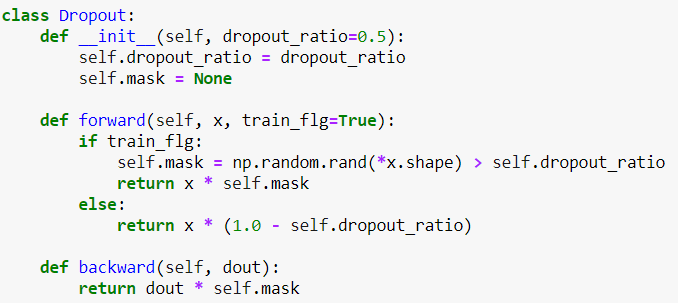 class Dropout:
    def __init__(self, dropout_ratio=0.5):
        self.dropout_ratio = dropout_ratio
        self.mask = None
    def forward(self, x, train_flg=True):
        if train_flg:
            self.mask = np.random.rand(*x.shape) > self.dropout_ratio
            return x * self.mask
        else:
            return x * (1.0 - self.dropout_ratio)
    def backward(self, dout):
        return dout * self.mask